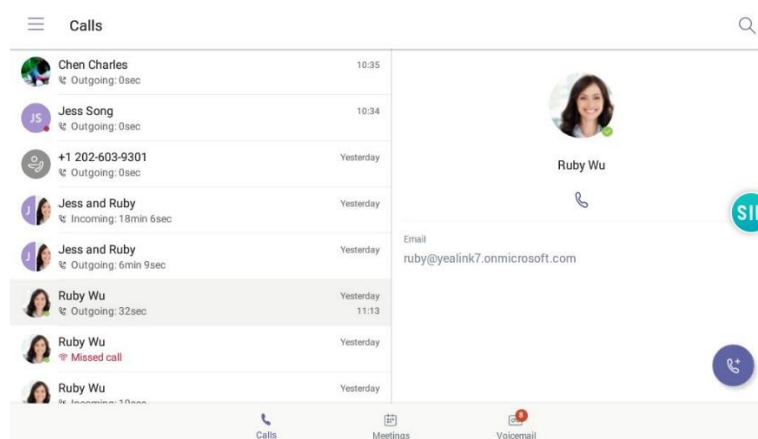 Calls
Chen Charles
10:35
Outgoing: 0sec
JS
Jess Song
10:34
Outgoing: 0sec
+1 202-603-9301
Yesterday
Outgoing: 0sec
J
Jess and Ruby
Yesterday
Incoming: 18min 6sec
J
Jess and Ruby
Yesterday
Outgoing: 6min 9sec
Ruby Wu
Yesterday
Outgoing: 32sec
11:13
Ruby Wu
Yesterday
Missed call
Ruby Wu
Yesterday
Ruby Wu
Email
ruby@yealink7.onmicrosoft.com
Calls
Meetings
8
Voicemail